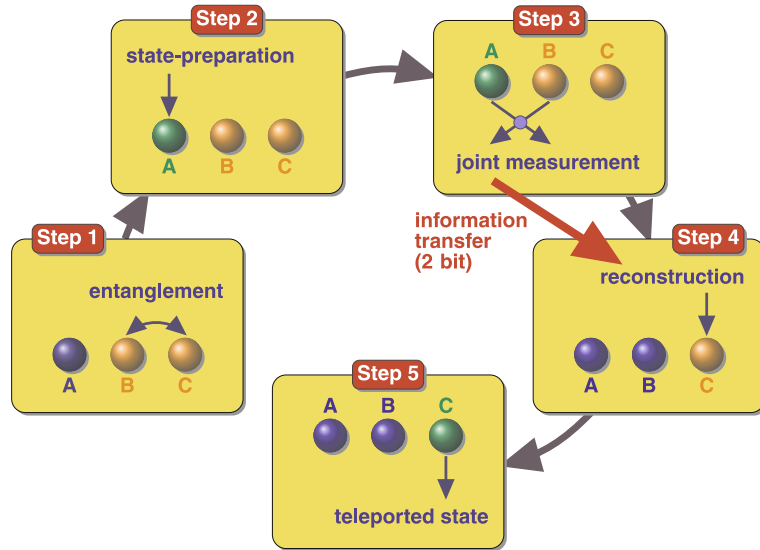 Step 1
entanglement
A B C
Step 2
state-preparation
A B C
Step 3
A B C
joint measurement
information
transfer
(2 bit)
Step 4
reconstruction
A B C
Step 5
A B C
teleported state